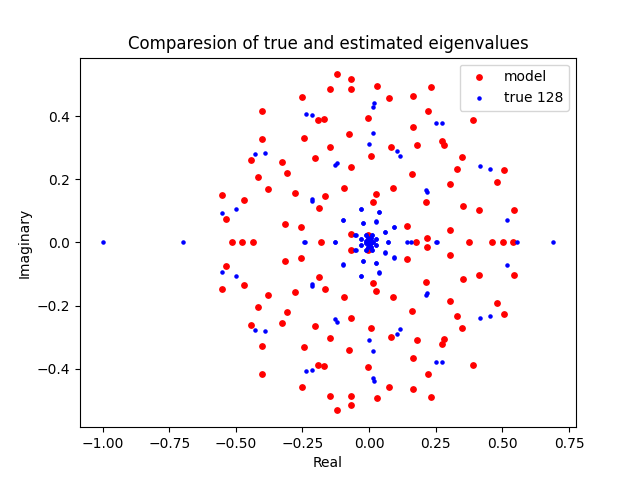 Comparesion of true and estimated eigenvalues
model
true 128
0.4
0.2
0.0
−0.2
−0.4
Imaginary
−1.00 −0.75 −0.50 −0.25 0.00 0.25 0.50 0.75
Real